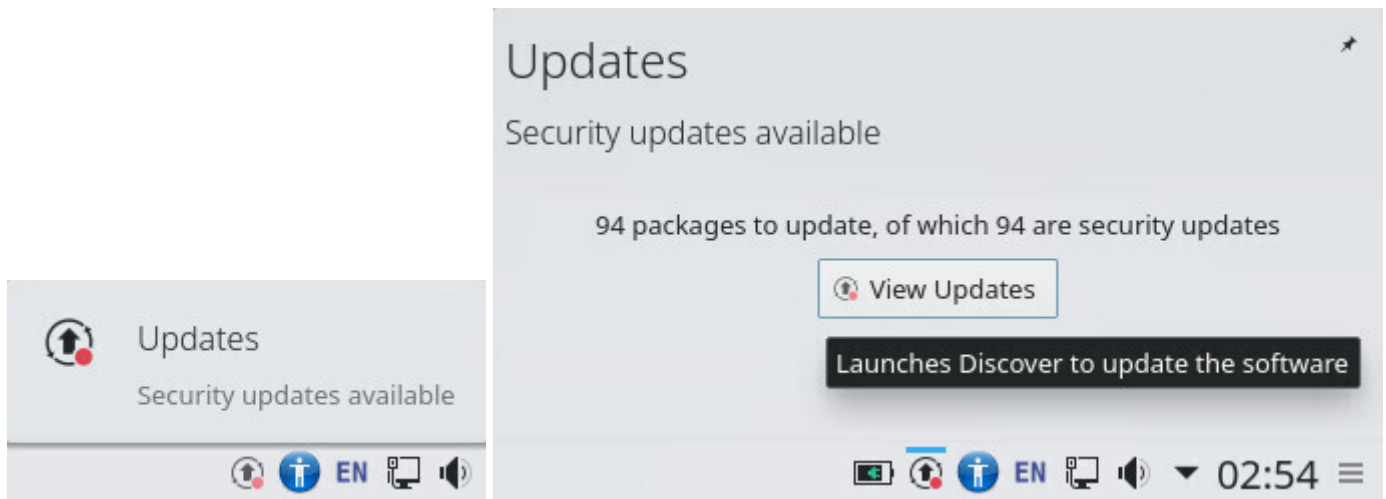 Updates
Security updates available
EN
Updates
Security updates available
94 packages to update, of which 94 are security updates
View Updates
Launches Discover to update the software
EN
02:54